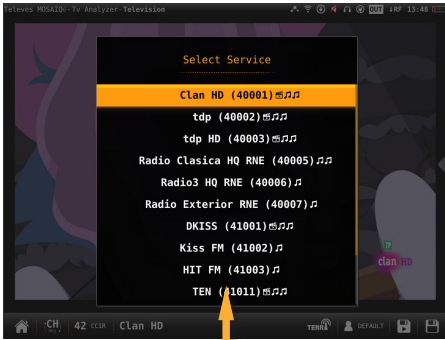 Televes MOSAIQ6-Tv Analyzer-Television OUT ↓RF 13:48
Select Service
Clan HD (40001)
tdp (40002)
tdp HD (40003)
Radio Clasica HQ RNE (40005)
Radio3 HQ RNE (40006)
Radio Exterior RNE (40007)
DKISS (41001)
Kiss FM (41002)
HIT FM (41003)
TEN (41011)
clan HD
CH 42 CCIR Clan HD TERRA DEFAULT